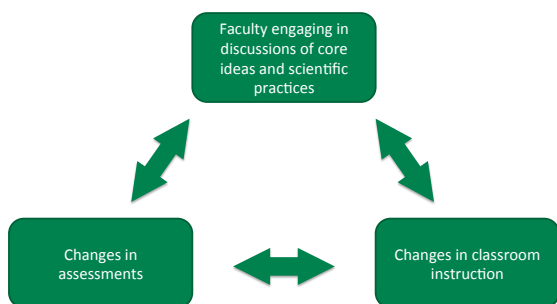 Faculty engaging in
discussions of core
ideas and scientific
practices
Changes in
assessments
Changes in classroom
instruction